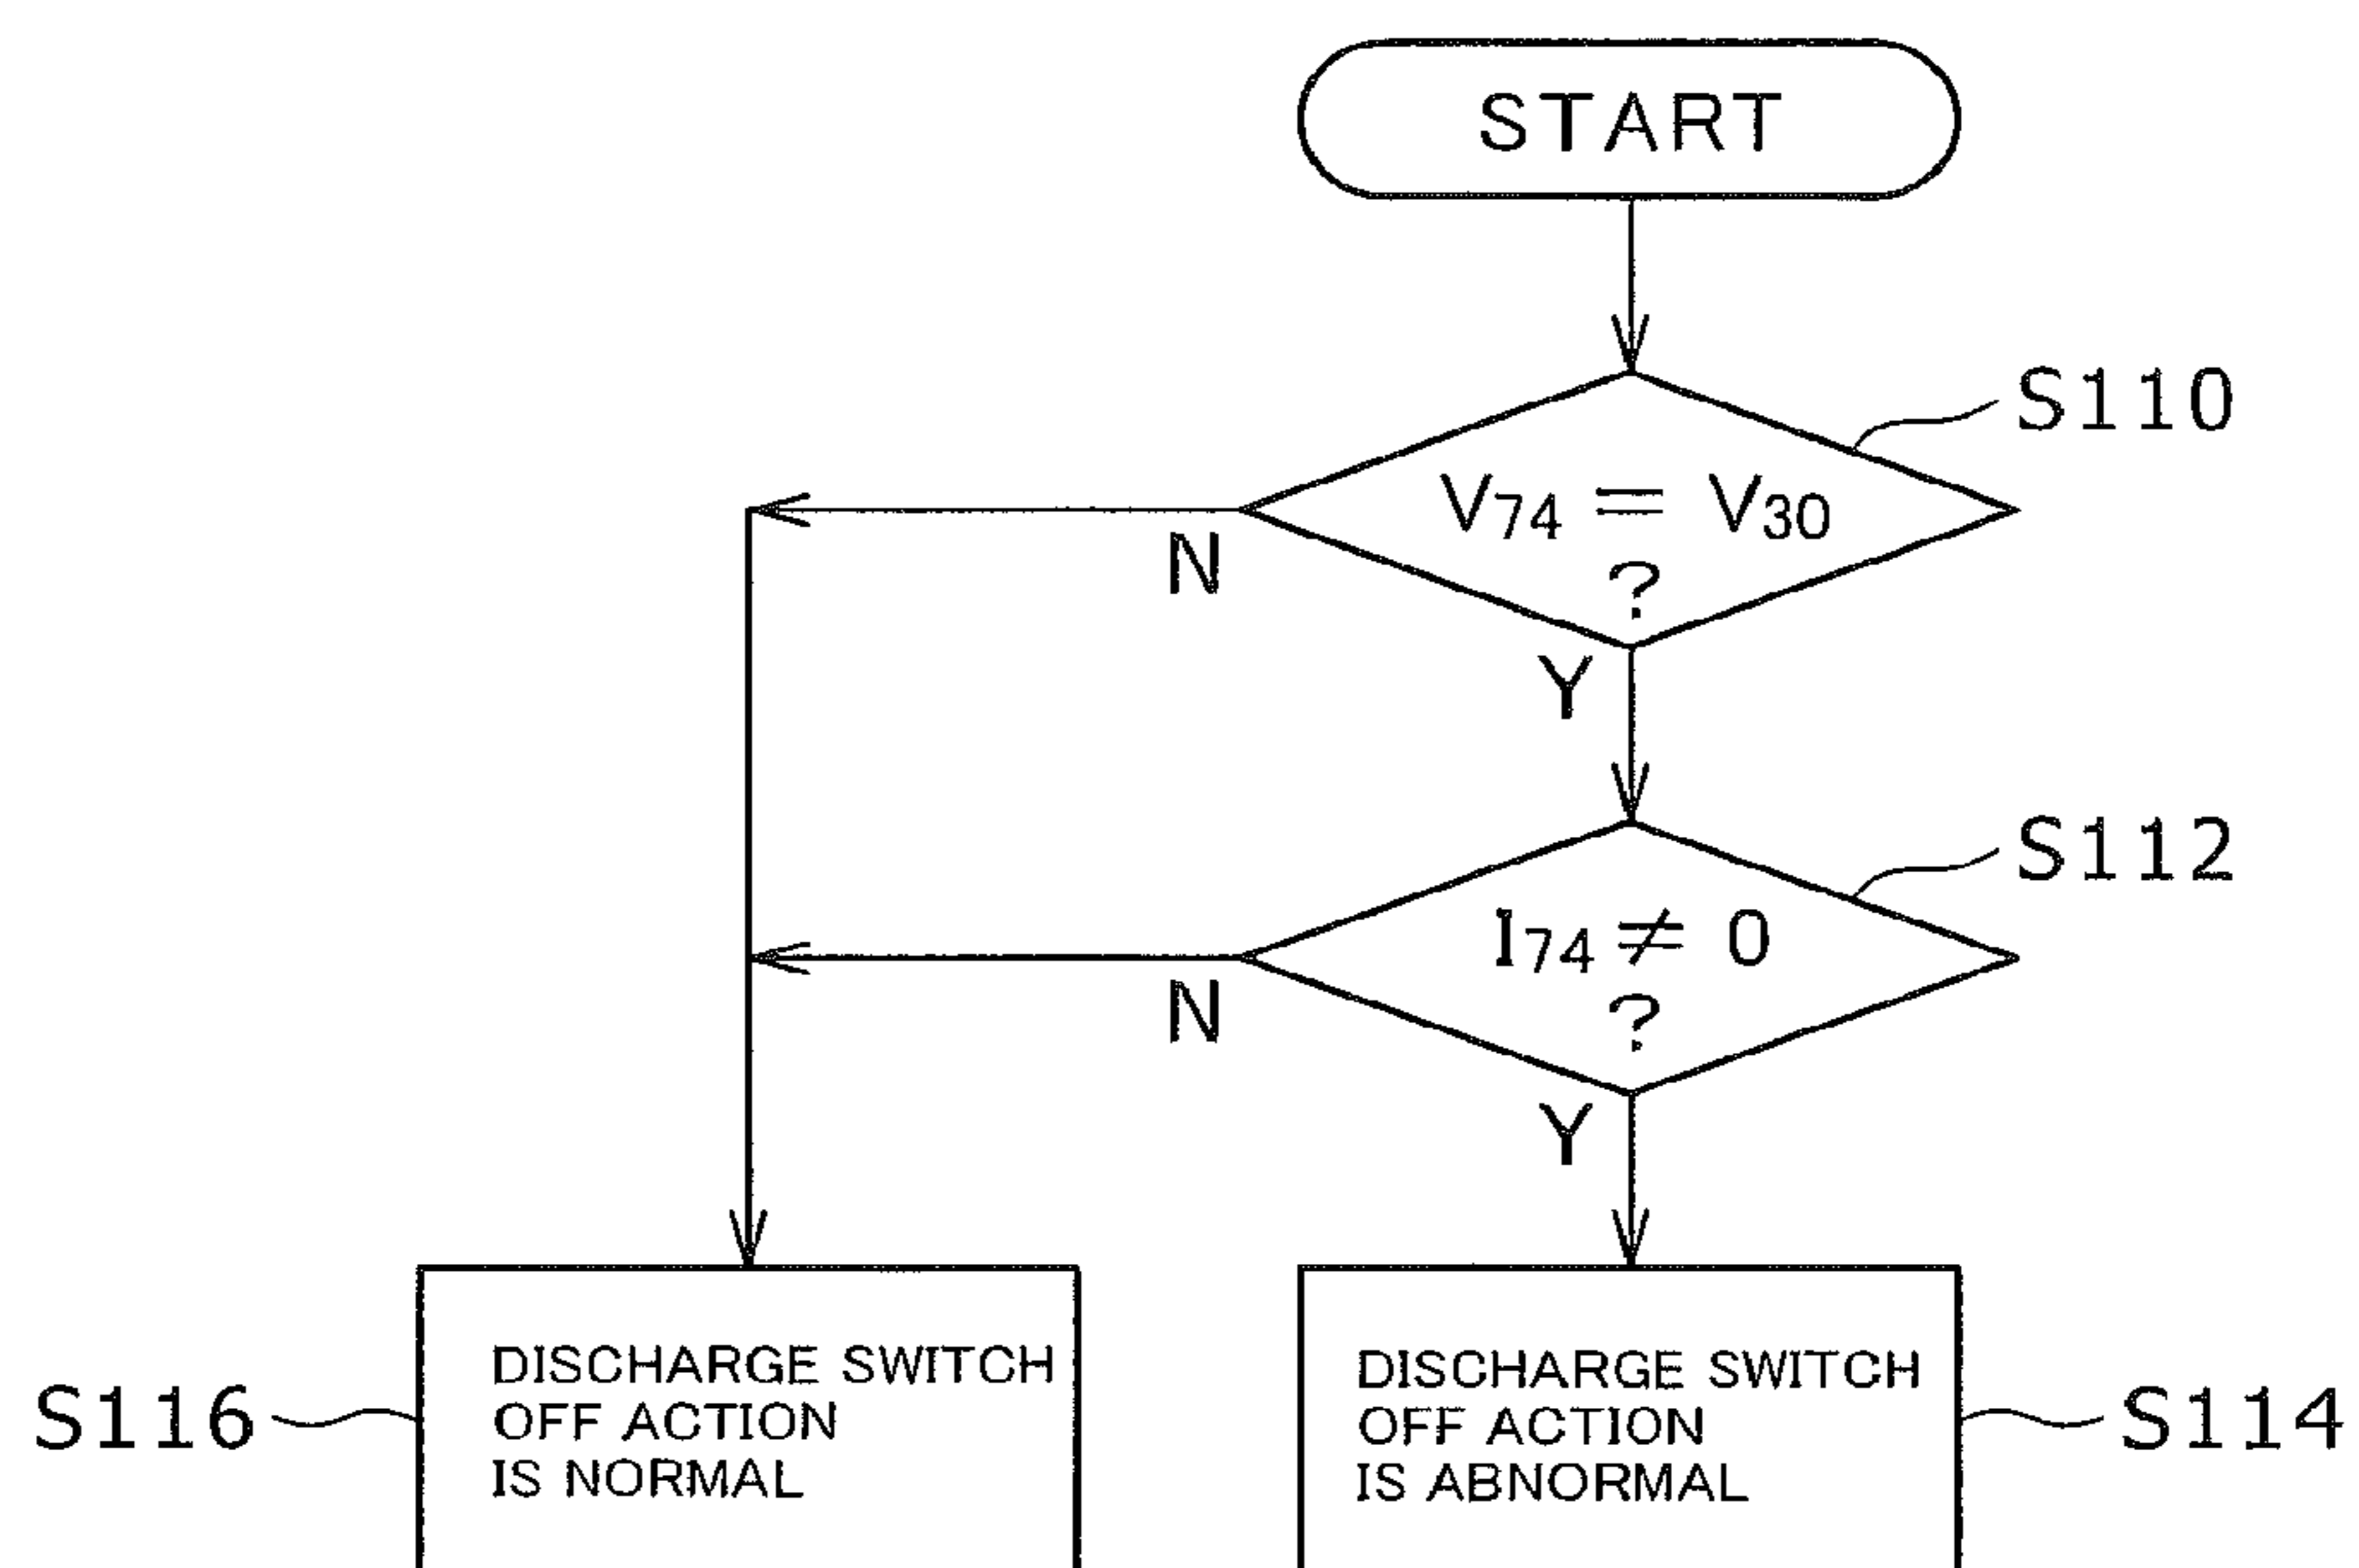 START
S110
V74 = V30
?
N
Y
S112
I74 ≠ 0
?
N
Y
DISCHARGE SWITCH
OFF ACTION
IS NORMAL
S116
DISCHARGE SWITCH
OFF ACTION
IS ABNORMAL
S114